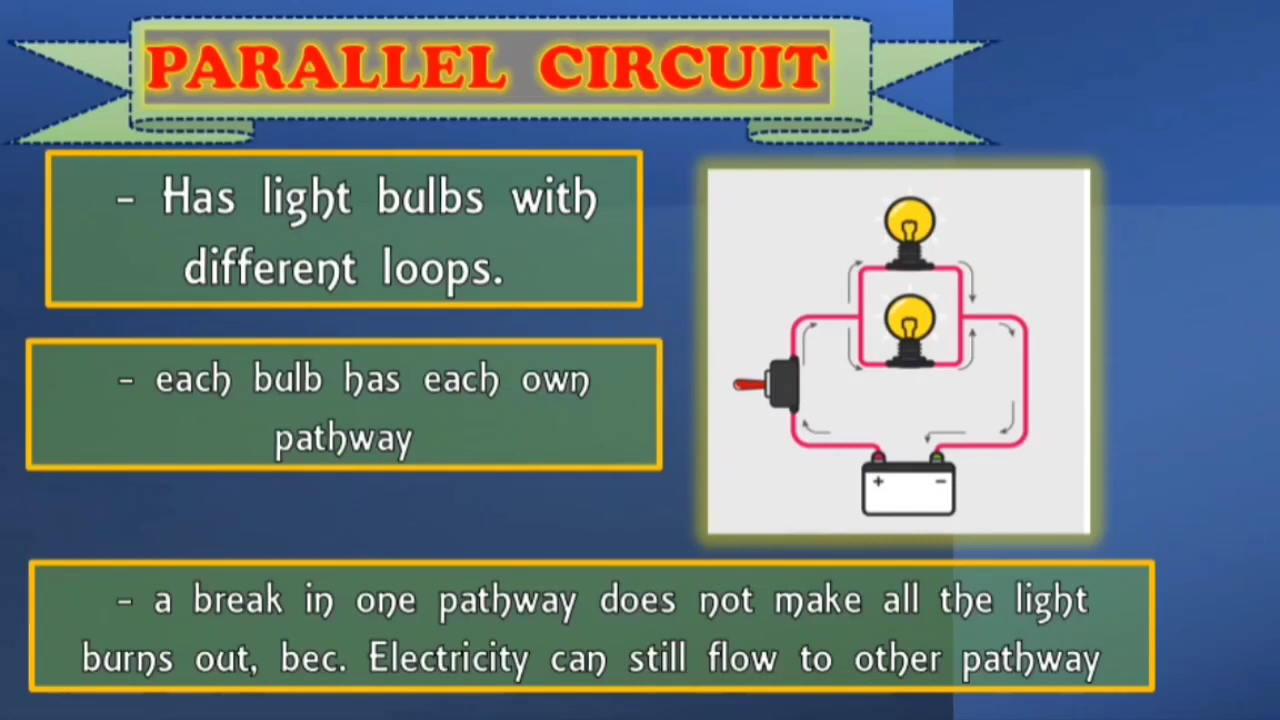 PARALLEL CIRCUIT
- Has light bulbs with
different loops.
- each bulb has each own
pathway
+ -
- a break in one pathway does not make all the light
burns out, bec. Electricity can still flow to other pathway